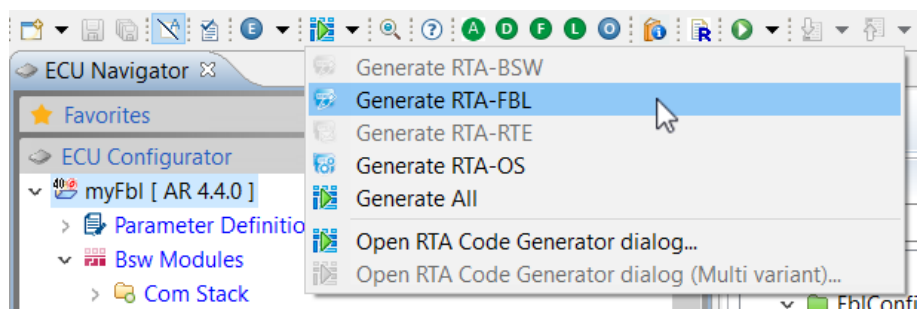 E
A D F L O
R
ECU Navigator
Favorites
ECU Configurator
myFbl [ AR 4.4.0 ]
Parameter Definitio
Bsw Modules
Com Stack
Generate RTA-BSW
Generate RTA-FBL
Generate RTA-RTE
Generate RTA-OS
Generate All
Open RTA Code Generator dialog...
Open RTA Code Generator dialog (Multi variant)...
FblConfi